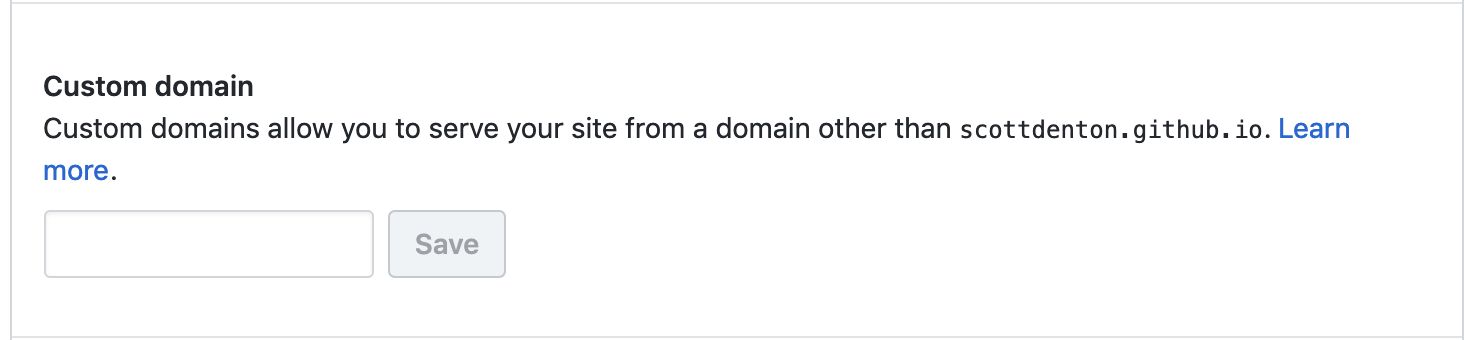 Custom domain
Custom domains allow you to serve your site from a domain other than scottdenton.github.io. Learn
more.
Save